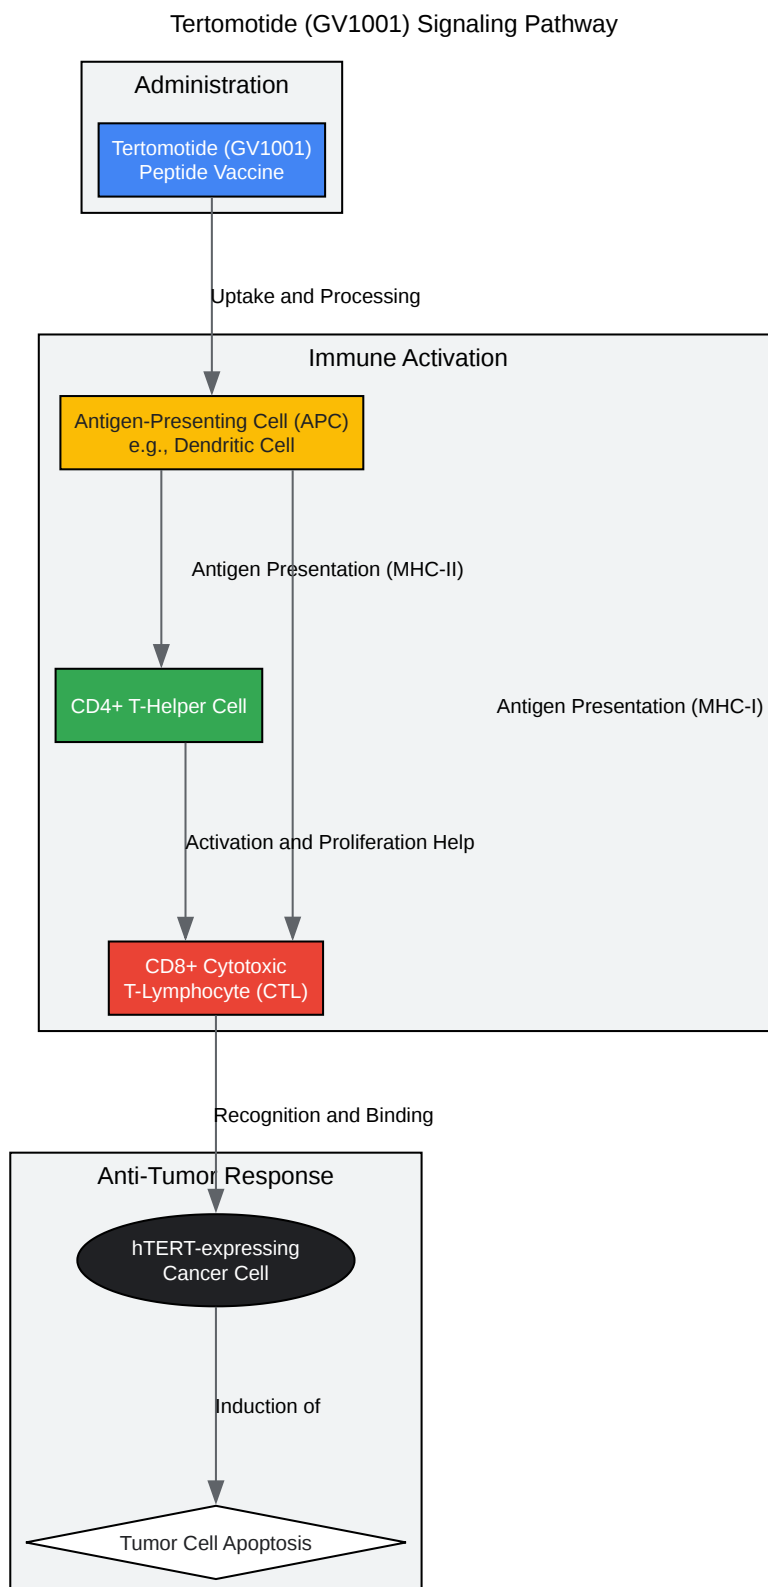 Tertomotide (GV1001) Signaling Pathway
Administration
Tertomotide (GV1001)
Peptide Vaccine
Uptake and Processing
Immune Activation
Antigen-Presenting Cell (APC)
e.g., Dendritic Cell
Antigen Presentation (MHC-II)
CD4+ T-Helper Cell
Antigen Presentation (MHC-I)
Activation and Proliferation Help
CD8+ Cytotoxic
T-Lymphocyte (CTL)
Recognition and Binding
Anti-Tumor Response
hTERT-expressing
Cancer Cell
Induction of
Tumor Cell Apoptosis